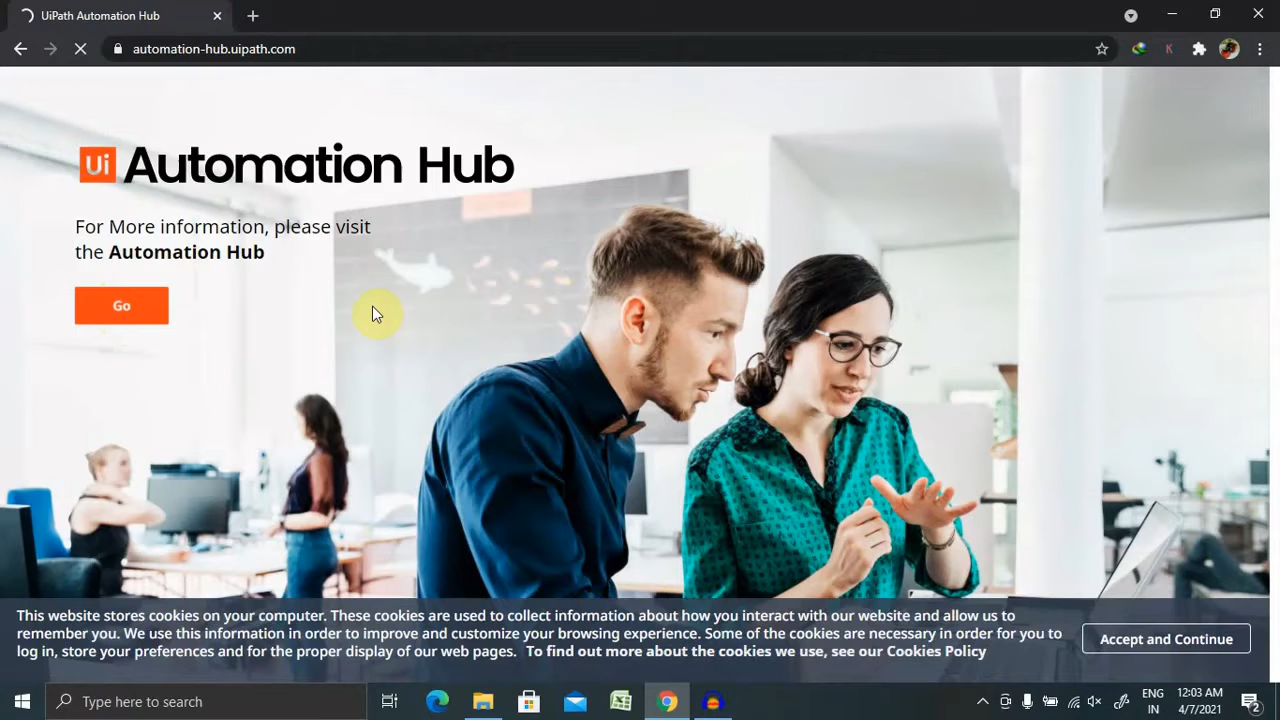 UiPath Automation Hub
automation-hub.uipath.com
K
Ui Automation Hub
For More information, please visit
the Automation Hub
Go
This website stores cookies on your computer. These cookies are used to collect information about how you interact with our website and allow us to
remember you. We use this information in order to improve and customize your browsing experience. Some of the cookies are necessary in order for you to
log in, store your preferences and for the proper display of our web pages. To find out more about the cookies we use, see our Cookies Policy
Accept and Continue
Type here to search
ENG
IN
12:03 AM
4/7/2021
2